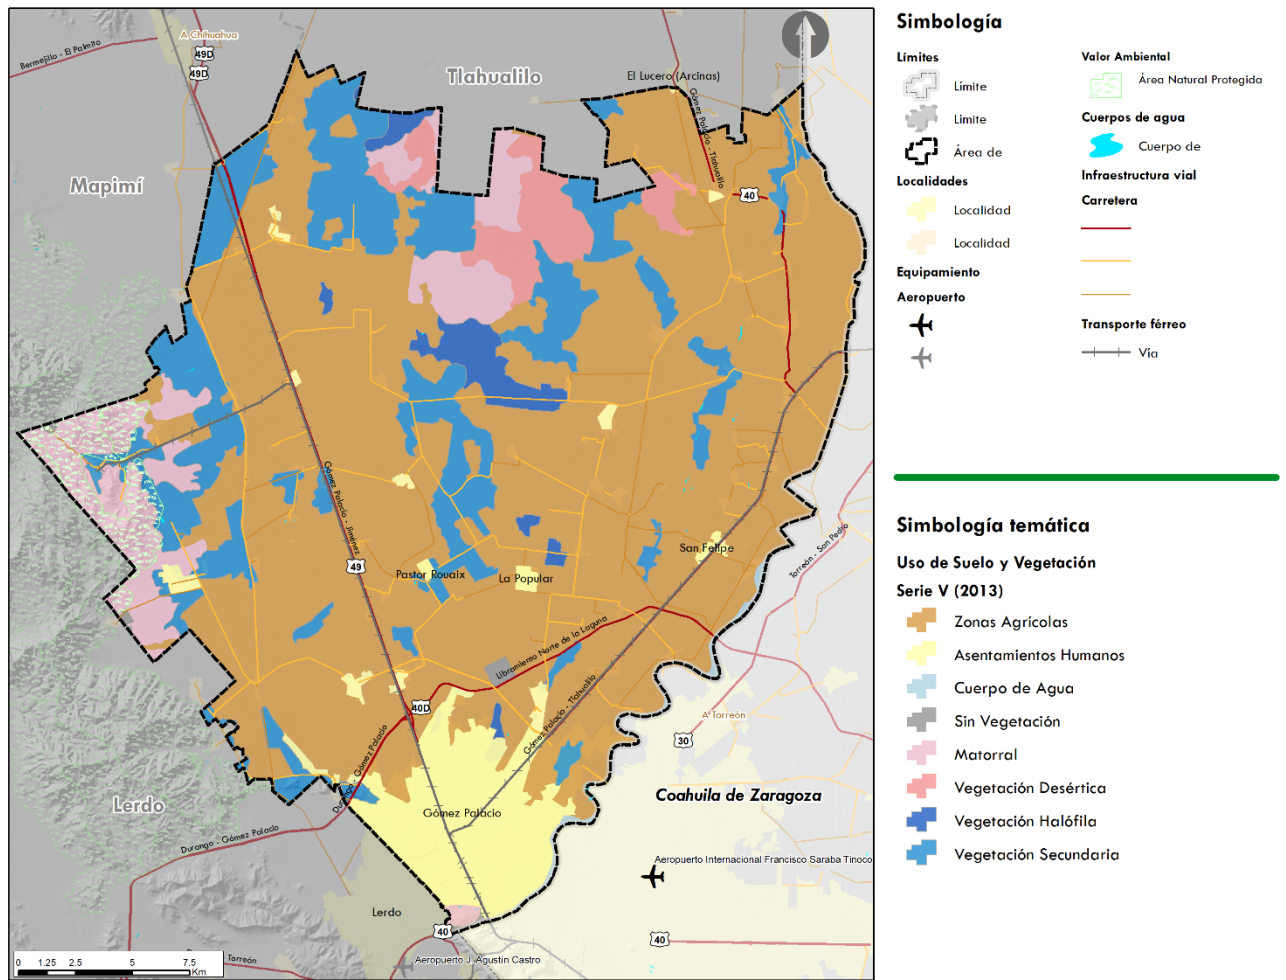 A Chihuahua
Bermejillo - El Palmito
49D
49D
Tlahualilo
El Lucero (Arcinas)
Gómez Palacio - Tlahualilo
Mapimí
40
Gómez Palacio - Jiménez
49
Pastor Rouaix
La Popular
San Felipe
Torreón - San Pedro
Libramiento Norte de la Laguna
Gómez Palacio - Tlahualilo
40D
A Torreón
30
Durango - Gómez Palacio
Lerdo
Coahuila de Zaragoza
Gómez Palacio
Durango - Gómez Palacio
Aeropuerto Internacional Francisco Saraba Tinoco
Lerdo
40
40
Torreón
Aeropuerto J. Agustín Castro
0 1.25 2.5 5 7.5
Km
Simbología
Límites
Límite
Límite
Área de
Localidades
Localidad
Localidad
Equipamiento
Aeropuerto
Valor Ambiental
Área Natural Protegida
Cuerpos de agua
Cuerpo de
Infraestructura vial
Carretera
Transporte férreo
Vía
Simbología temática
Uso de Suelo y Vegetación
Serie V (2013)
Zonas Agrícolas
Asentamientos Humanos
Cuerpo de Agua
Sin Vegetación
Matorral
Vegetación Desértica
Vegetación Halófila
Vegetación Secundaria